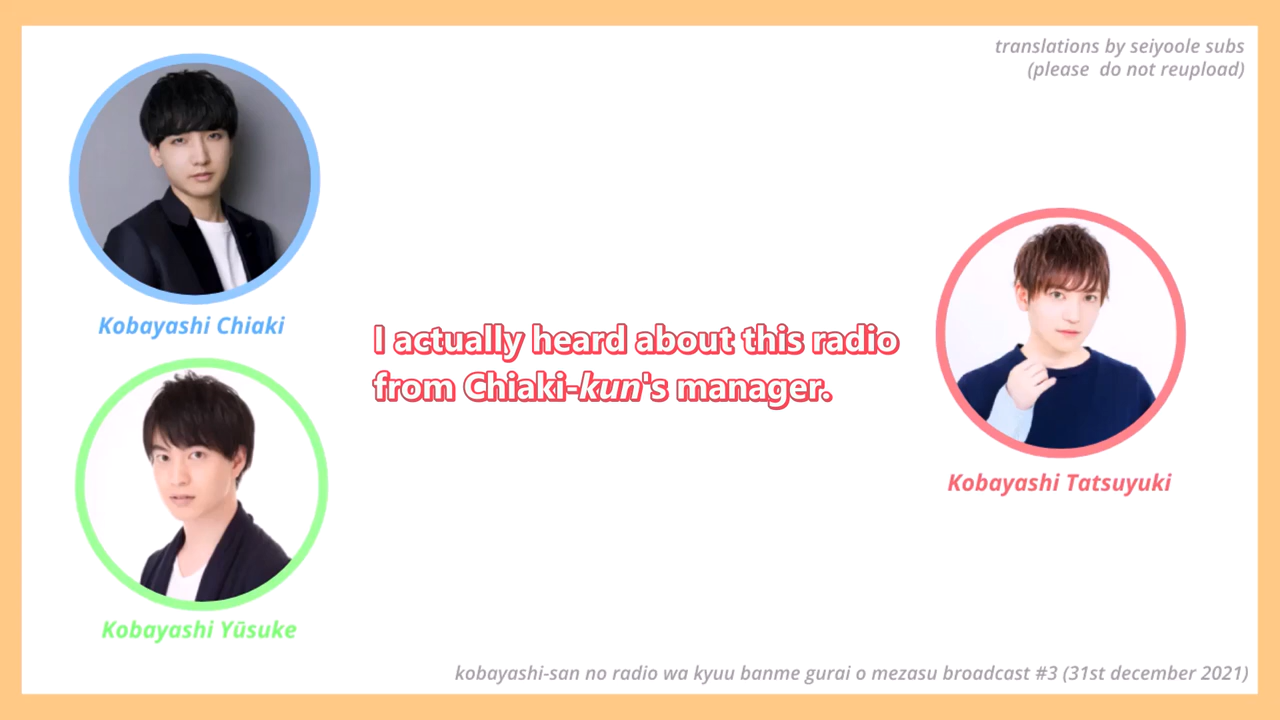 translations by seiyoole subs
(please do not reupload)
Kobayashi Chiaki
I actually heard about this radio
from Chiaki-kun's manager.
Kobayashi Tatsuyuki
Kobayashi Yūsuke
kobayashi-san no radio wa kyuu banme gurai o mezasu broadcast #3 (31st december 2021)